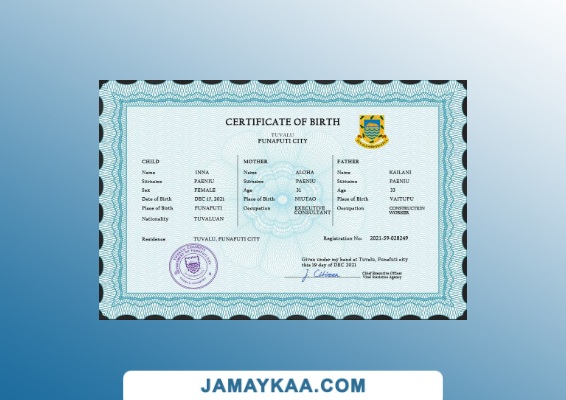 CERTIFICATE OF BIRTH
TUVALU
FUNAFUTI CITY
CHILD
Name INNA
Surname PAENIU
Sex FEMALE
Date of Birth DEC 17, 2021
Place of Birth FUNAFUTI
Nationality TUVALUAN
MOTHER
Name ALOHA
Surname PAENIU
Age 31
Place of Birth NIUTAO
Occupation EXECUTIVE
CONSULTANT
FATHER
Name KAILANI
Surname PAENIU
Age 33
Place of Birth VAITUPU
Occupation CONSTRUCTION
WORKER
Residence TUVALU, FUNAFUTI CITY
Registration No: 2021-59-028249
Given under my hand at Tuvalu, Funafuti city
this 19 day of DEC 2021
J. Citizen
Chief Executive Officer
Vital Statistics Agency
JAMAYKAA.COM